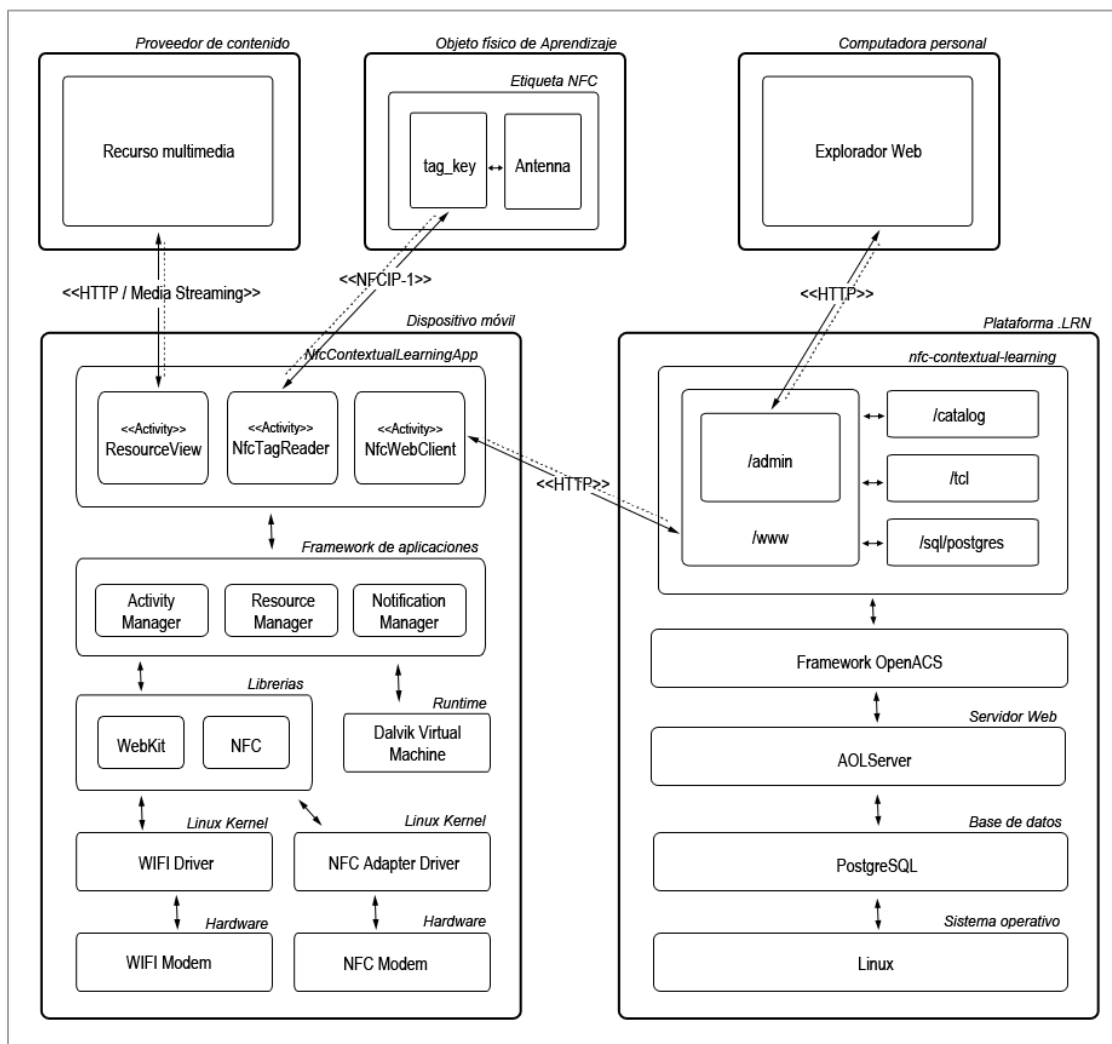 Proveedor de contenido
Recurso multimedia
Objeto físico de Aprendizaje
Etiqueta NFC
tag_key
Antenna
Computadora personal
Explorador Web
<<HTTP / Media Streaming>>
<<NFCIP-1>>
<<HTTP>>
Dispositivo móvil
NfcContextualLearningApp
<<Activity>>
ResourceView
<<Activity>>
NfcTagReader
<<Activity>>
NfcWebClient
<<HTTP>>
Framework de aplicaciones
Activity
Manager
Resource
Manager
Notification
Manager
Librerias
WebKit
NFC
Runtime
Dalvik Virtual
Machine
Linux Kernel
WIFI Driver
Linux Kernel
NFC Adapter Driver
Hardware
WIFI Modem
Hardware
NFC Modem
Plataforma .LRN
nfc-contextual-learning
/admin
/www
/catalog
/tcl
/sql/postgres
Framework OpenACS
Servidor Web
AOLServer
Base de datos
PostgreSQL
Sistema operativo
Linux